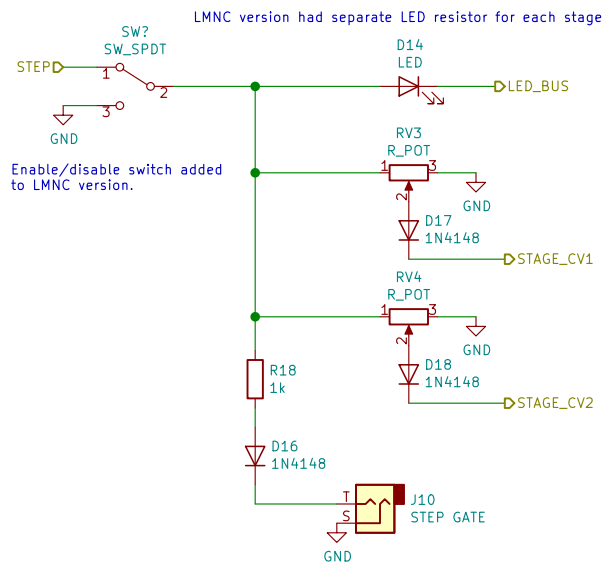 LMNC version had separate LED resistor for each stage
SW?
SW_SPDT
D14
LED
STEP
1
2
3
GND
LED_BUS
RV3
R_POT
Enable/disable switch added
to LMNC version.
1
3
2
GND
D17
1N4148
STAGE_CV1
RV4
R_POT
1
3
2
GND
R18
1k
D18
1N4148
STAGE_CV2
D16
1N4148
T
S
J10
STEP GATE
GND